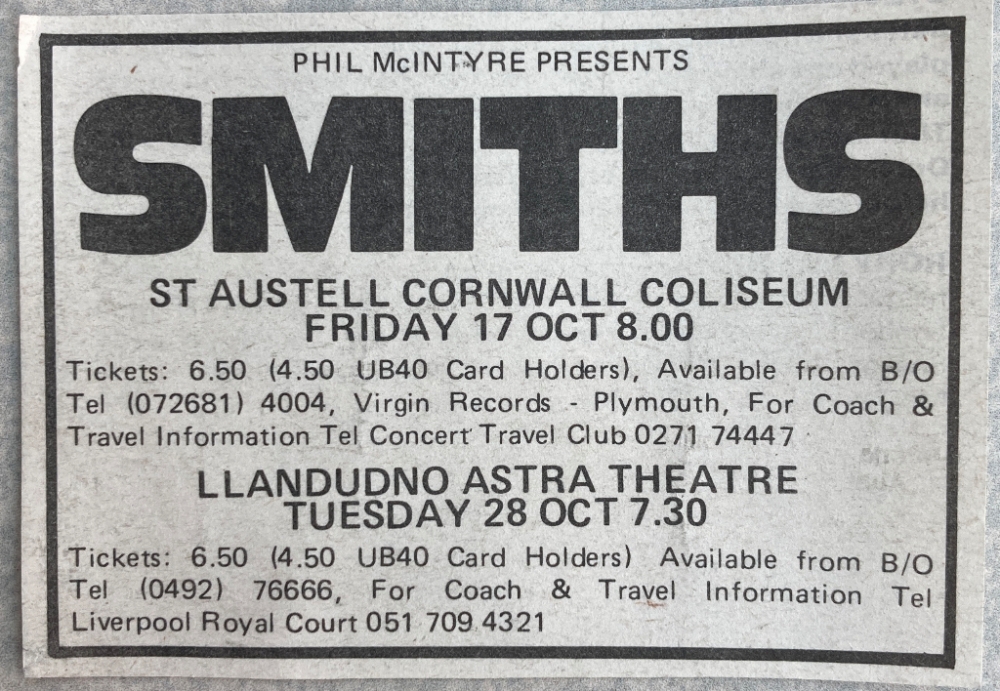 PHIL McINTYRE PRESENTS
SMITHS
ST AUSTELL CORNWALL COLISEUM
FRIDAY 17 OCT 8.00
Tickets: 6.50 (4.50 UB40 Card Holders), Available from B/O
Tel (072681) 4004, Virgin Records - Plymouth, For Coach &
Travel Information Tel Concert Travel Club 0271 74447
LLANDUDNO ASTRA THEATRE
TUESDAY 28 OCT 7.30
Tickets: 6.50 (4.50 UB40 Card Holders) Available from B/O
Tel (0492) 76666, For Coach & Travel Information Tel
Liverpool Royal Court 051 709 4321